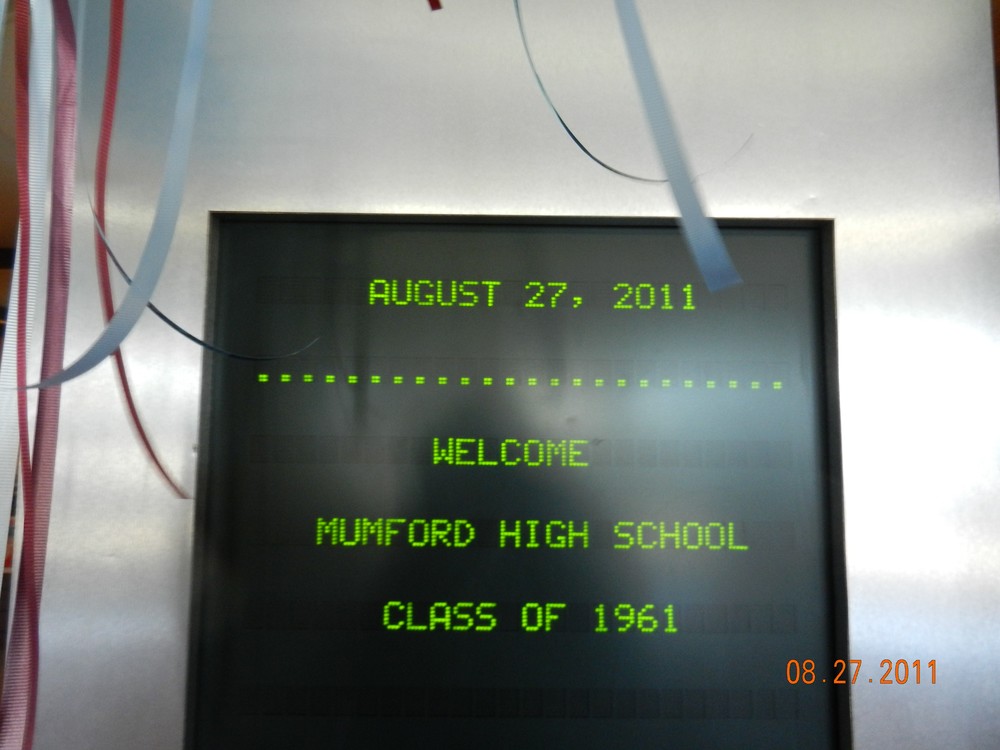 AUGUST 27, 2011
........................
WELCOME
MUMFORD HIGH SCHOOL
CLASS OF 1961
08.27.2011